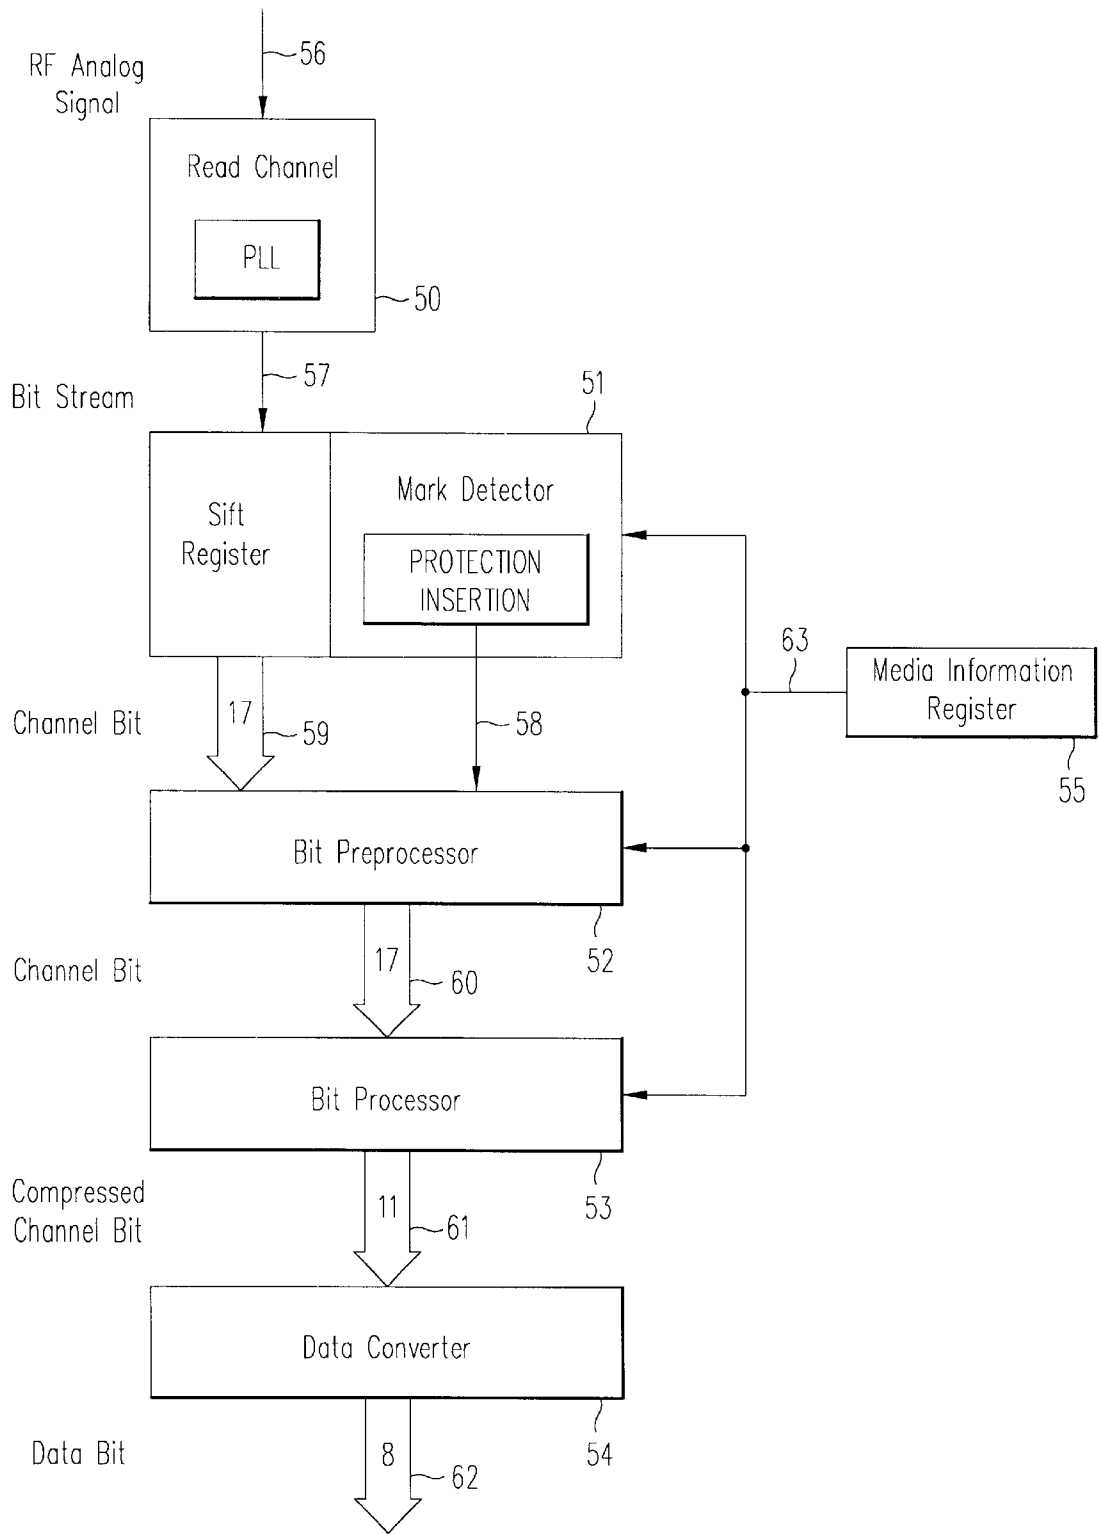 56
RF Analog
Signal
Read Channel
PLL
50
57
Bit Stream
51
Mark Detector
Sift
Register
PROTECTION
INSERTION
63
Media Information
Register
55
Channel Bit
17
59
58
Bit Preprocessor
52
Channel Bit
17
60
Bit Processor
53
Compressed
Channel Bit
11
61
Data Converter
54
Data Bit
8
62